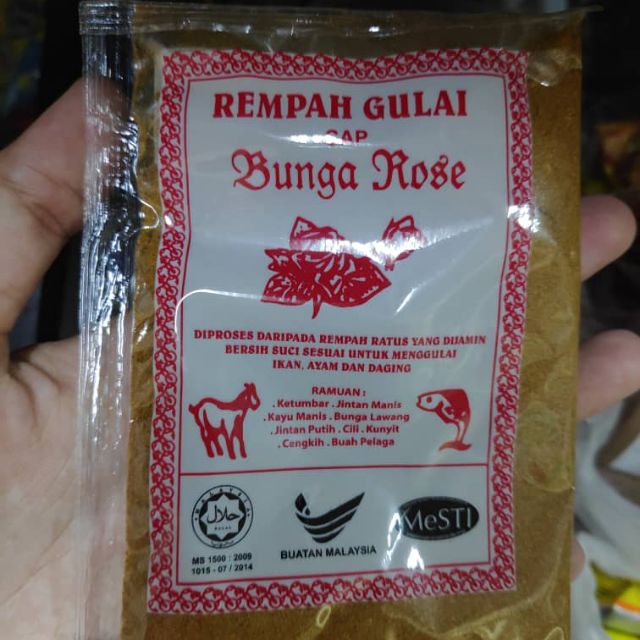 REMPAH GULAI
CAP
Bunga Rose
DIPROSES DARIPADA REMPAH RATUS YANG DIJAMIN
BERSIH SUCI SESUAI UNTUK MENGGULAI
IKAN, AYAM DAN DAGING
RAMUAN :
. Ketumbar . Jintan Manis
. Kayu Manis . Bunga Lawang
. Jintan Putih . Cili . Kunyit
. Cengkih . Buah Pelaga
حلال
HALAL
MS 1500 : 2009
1015 - 07 / 2014
BUATAN MALAYSIA
MeSTI